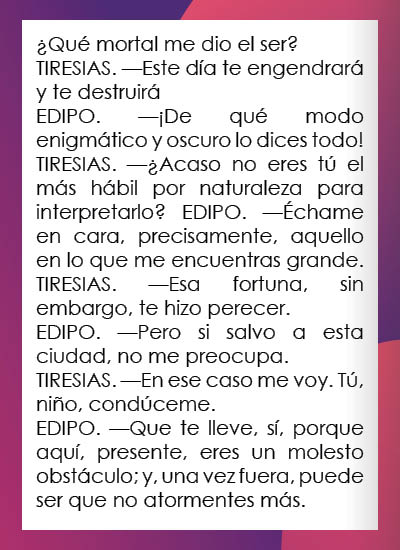 ¿Qué mortal me dio el ser?
TIRESIAS. —Este día te engendrará
y te destruirá
EDIPO. —¡De qué modo
enigmático y oscuro lo dices todo!
TIRESIAS. —¿Acaso no eres tú el
más hábil por naturaleza para
interpretarlo? EDIPO. —Échame
en cara, precisamente, aquello
en lo que me encuentras grande.
TIRESIAS. —Esa fortuna, sin
embargo, te hizo perecer.
EDIPO. —Pero si salvo a esta
ciudad, no me preocupa.
TIRESIAS. —En ese caso me voy. Tú,
niño, condúceme.
EDIPO. —Que te lleve, sí, porque
aquí, presente, eres un molesto
obstáculo; y, una vez fuera, puede
ser que no atormentes más.